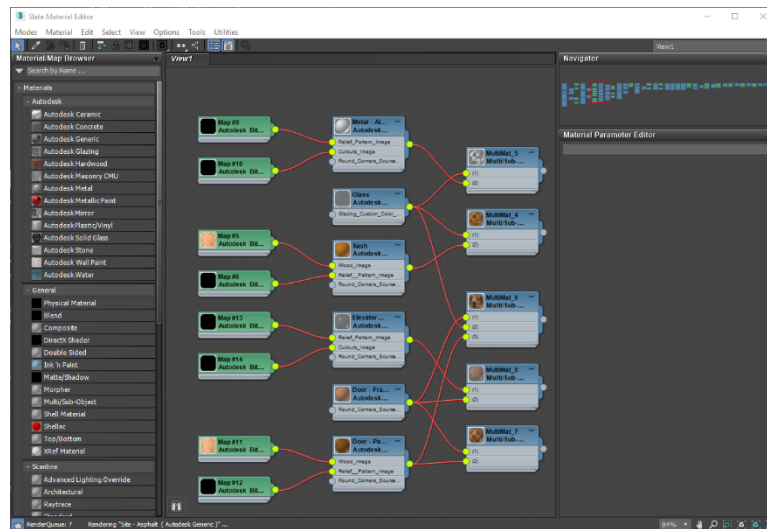 Slate Material Editor
Modes Material Edit Select View Options Tools Utilities
View1
Material/Map Browser
Search by Name ...
- Materials
- Autodesk
Autodesk Ceramic
Autodesk Concrete
Autodesk Generic
Autodesk Glazing
Autodesk Hardwood
Autodesk Masonry CMU
Autodesk Metal
Autodesk Metallic Paint
Autodesk Mirror
Autodesk Plastic/Vinyl
Autodesk Solid Glass
Autodesk Stone
Autodesk Wall Paint
Autodesk Water
- General
Physical Material
Blend
Composite
DirectX Shader
Double Sided
Ink 'n Paint
Matte/Shadow
Morpher
Multi/Sub-Object
Shell Material
Shellac
Top/Bottom
XRef Material
- Scanline
Advanced Lighting Override
Architectural
Raytrace
View1
Map #9
Autodesk Bit...
Map #10
Autodesk Bit...
Map #5
Autodesk Bit...
Map #6
Autodesk Bit...
Map #13
Autodesk Bit...
Map #14
Autodesk Bit...
Map #11
Autodesk Bit...
Map #12
Autodesk Bit...
Metal - Al...
Autodesk...
Relief_Pattern_Image
Cutouts_Image
Round_Corners_Source...
Glass
Autodesk...
Glazing_Custom_Color_...
Sash
Autodesk...
Wood_Image
Relief_Pattern_Image
Round_Corners_Source...
Elevator...
Autodesk...
Relief_Pattern_Image
Cutouts_Image
Round_Corners_Source...
Door - Fra...
Autodesk...
Round_Corners_Source...
Door - Pa...
Autodesk...
Wood_Image
Relief_Pattern_Image
Round_Corners_Source...
MultiMat_5
Multi/Sub-...
(1)
(2)
MultiMat_4
Multi/Sub-...
(1)
(2)
MultiMat_6
Multi/Sub-...
(1)
(2)
(3)
MultiMat_8
Multi/Sub-...
(1)
(2)
MultiMat_7
Multi/Sub-...
(1)
(2)
Navigator
Material Parameter Editor
RenderQueue: 7 Rendering "Site - Asphalt ( Autodesk Generic )"...
84%